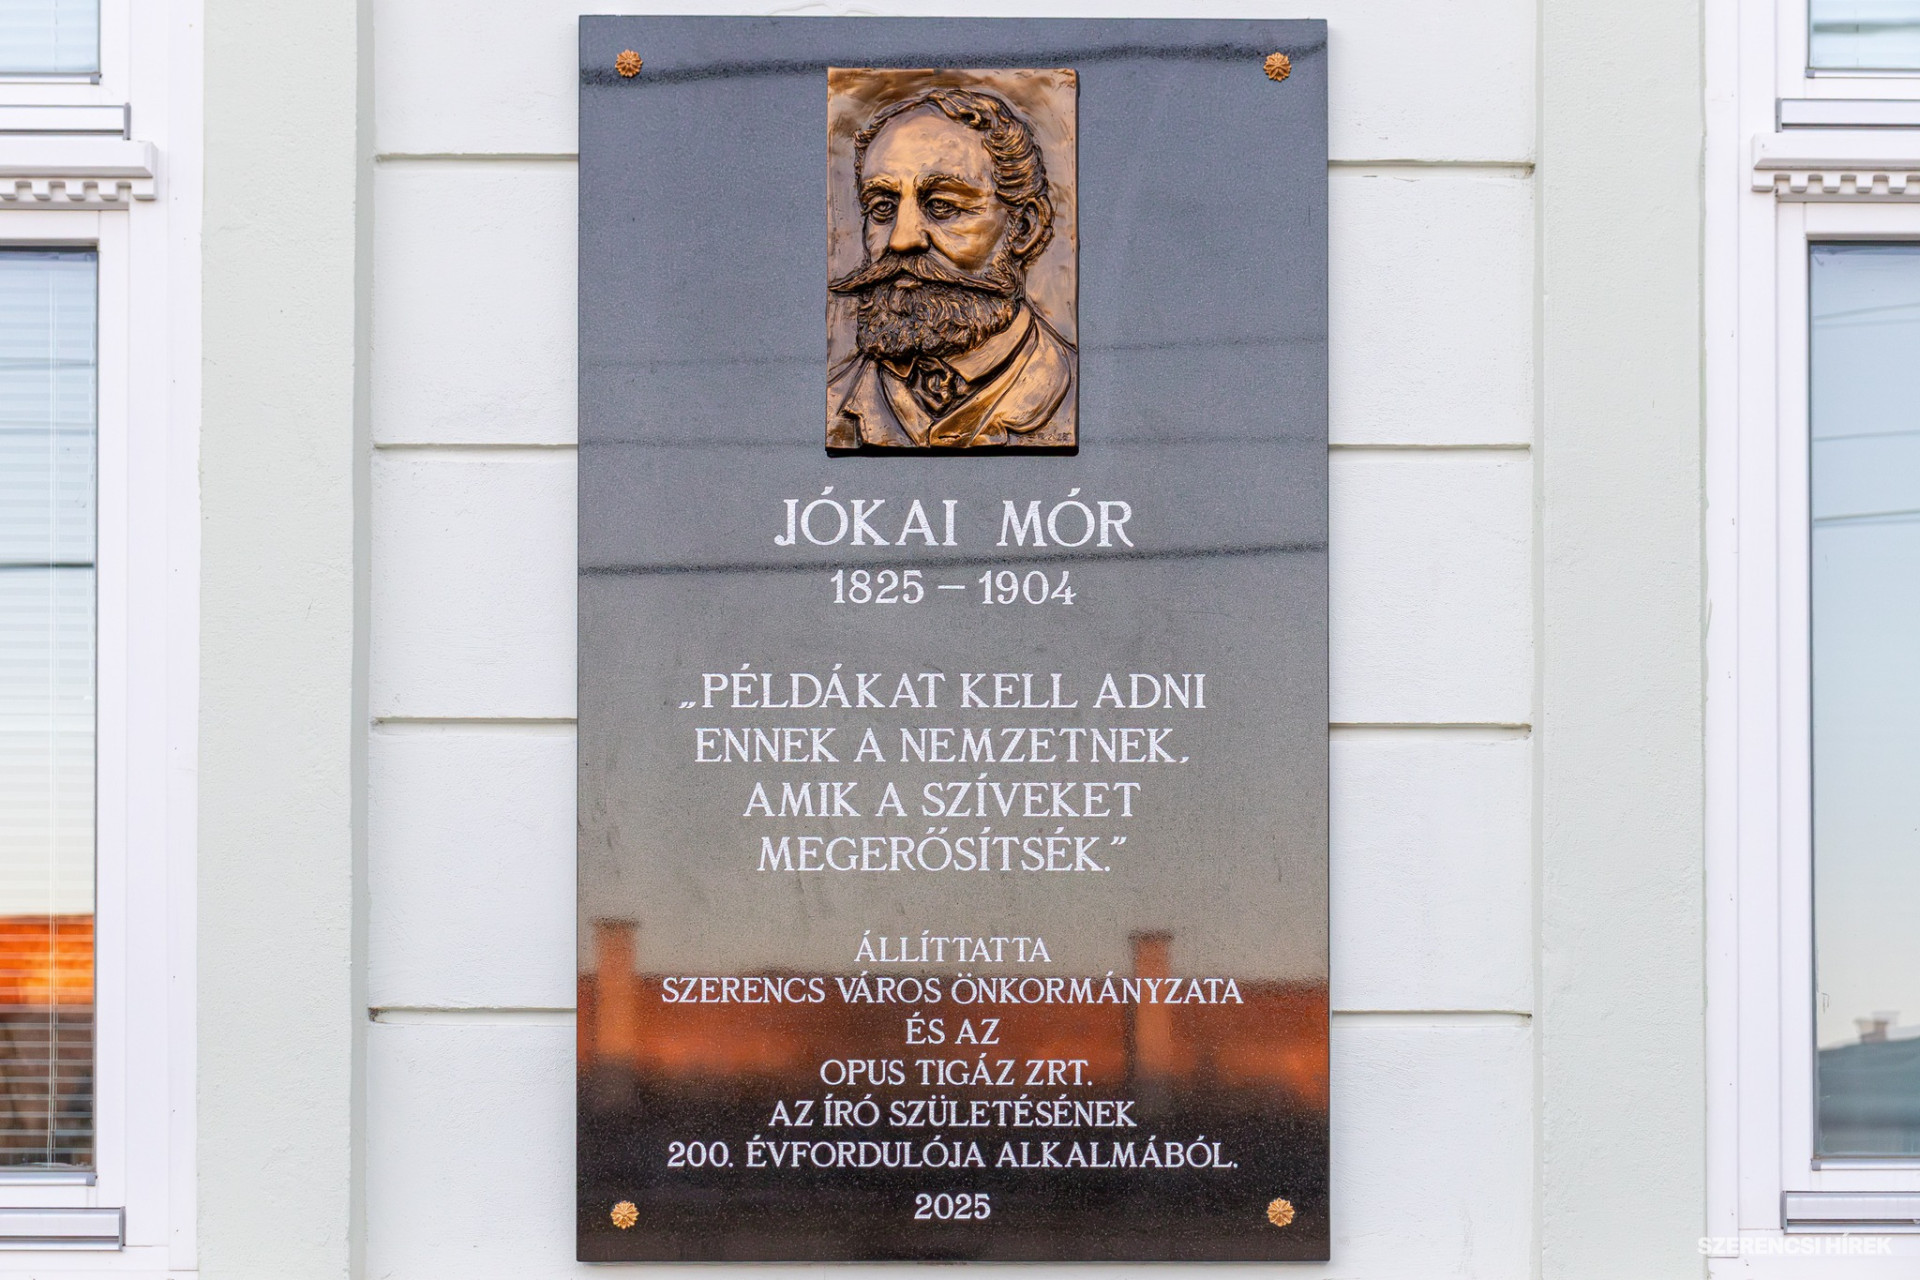 JÓKAI MÓR
1825 – 1904
„PÉLDÁKAT KELL ADNI
ENNEK A NEMZETNEK,
AMIK A SZÍVEKET
MEGERŐSÍTSÉK.”
ÁLLÍTTATTA
SZERENCS VÁROS ÖNKORMÁNYZATA
ÉS AZ
OPUS TIGÁZ ZRT.
AZ ÍRÓ SZÜLETÉSÉNEK
200. ÉVFORDULÓJA ALKALMÁBÓL.
2025
SZERENCSI HÍREK